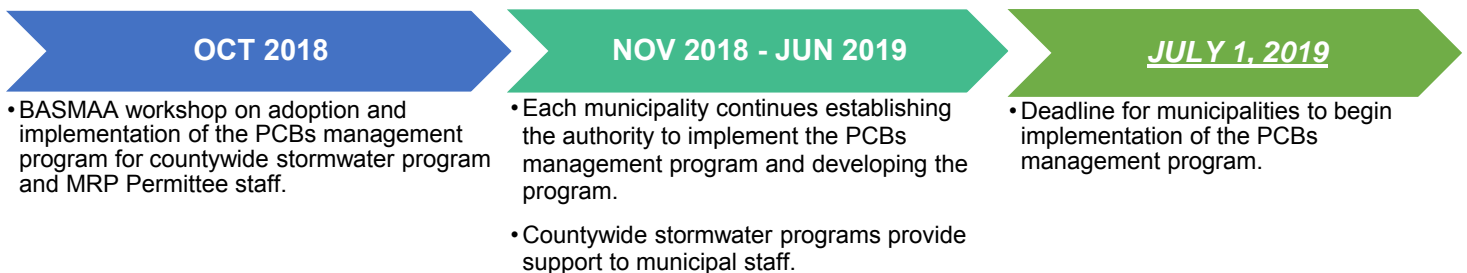 OCT 2018
• BASMAA workshop on adoption and
implementation of the PCBs management
program for countywide stormwater program
and MRP Permittee staff.
NOV 2018 - JUN 2019
• Each municipality continues establishing
the authority to implement the PCBs
management program and developing the
program.
• Countywide stormwater programs provide
support to municipal staff.
JULY 1, 2019
• Deadline for municipalities to begin
implementation of the PCBs
management program.